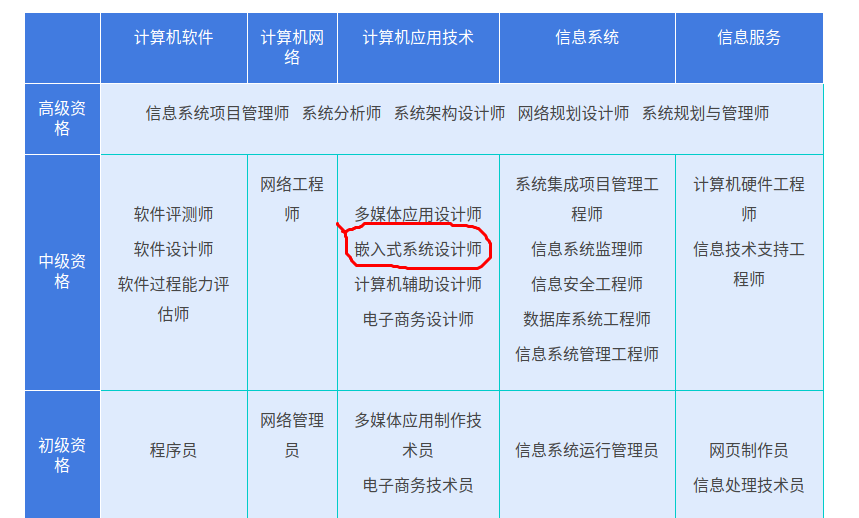 计算机软件
计算机网
络
计算机应用技术
信息系统
信息服务
高级资
格
信息系统项目管理师 系统分析师 系统架构设计师 网络规划设计师 系统规划与管理师
中级资
格
软件评测师
软件设计师
软件过程能力评
估师
网络工程
师
多媒体应用设计师
嵌入式系统设计师
计算机辅助设计师
电子商务设计师
系统集成项目管理工
程师
信息系统监理师
信息安全工程师
数据库系统工程师
信息系统管理工程师
计算机硬件工程
师
信息技术支持工
程师
初级资
格
程序员
网络管理
员
多媒体应用制作技
术员
电子商务技术员
信息系统运行管理员
网页制作员
信息处理技术员